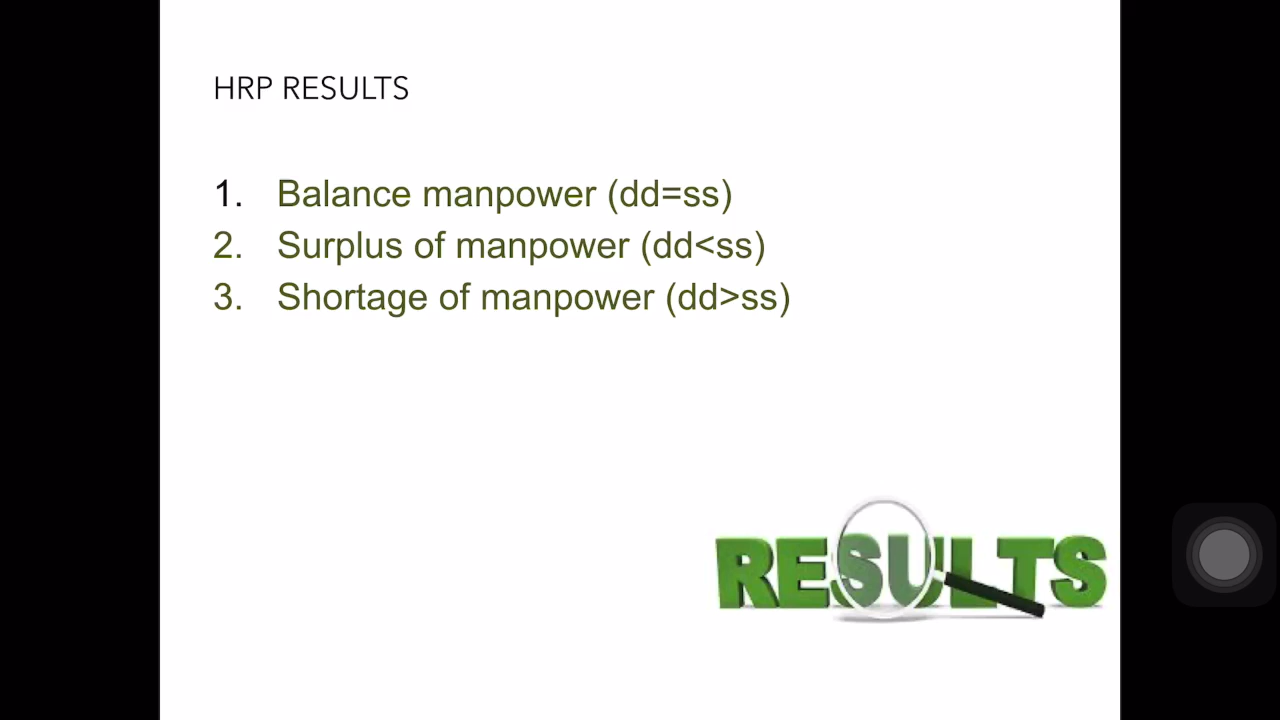 HRP RESULTS
1. Balance manpower (dd=ss)
2. Surplus of manpower (dd<ss)
3. Shortage of manpower (dd>ss)
RESULTS